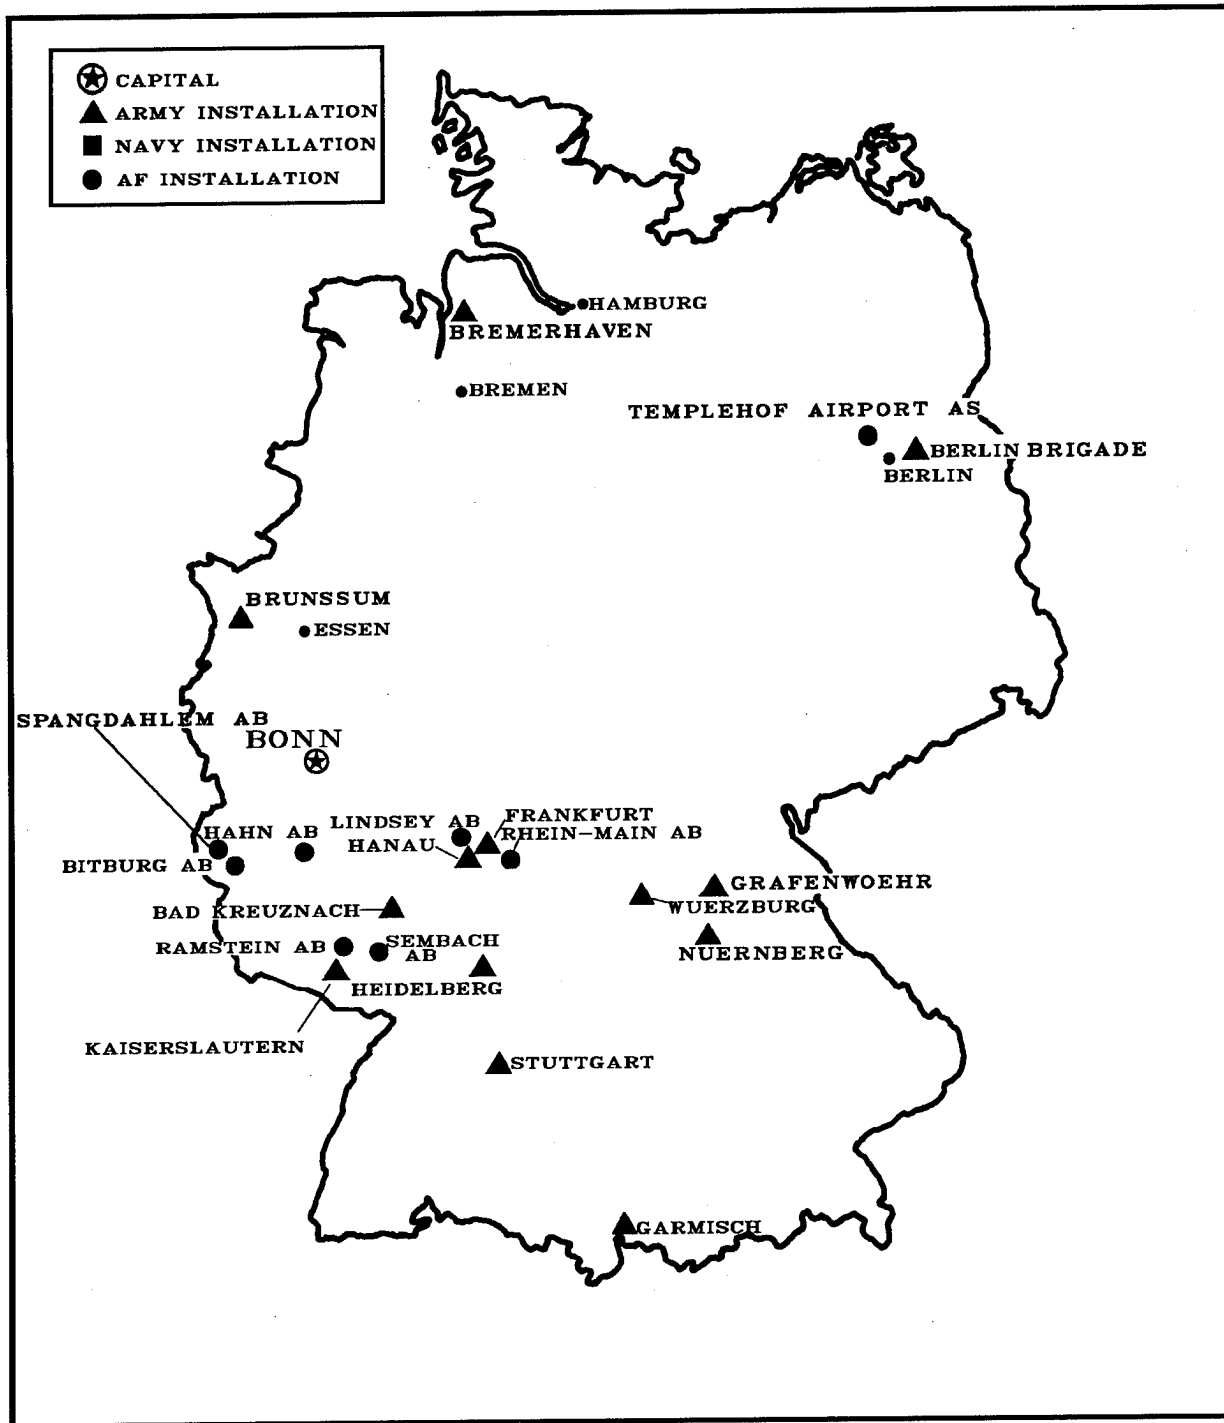 CAPITAL
ARMY INSTALLATION
NAVY INSTALLATION
AF INSTALLATION
HAMBURG
BREMERHAVEN
BREMEN
TEMPLEHOF AIRPORT AS
BERLIN BRIGADE
BERLIN
BRUNSSUM
ESSEN
SPANGDAHLEM AB
BONN
LINDSEY AB
FRANKFURT
HAHN AB
RHEIN-MAIN AB
HANAU
BITBURG AB
GRAFENWOEHR
WUERZBURG
BAD KREUZNACH
NUERNBERG
RAMSTEIN AB
SEMBACH
AB
HEIDELBERG
KAISERSLAUTERN
STUTTGART
GARMISCH